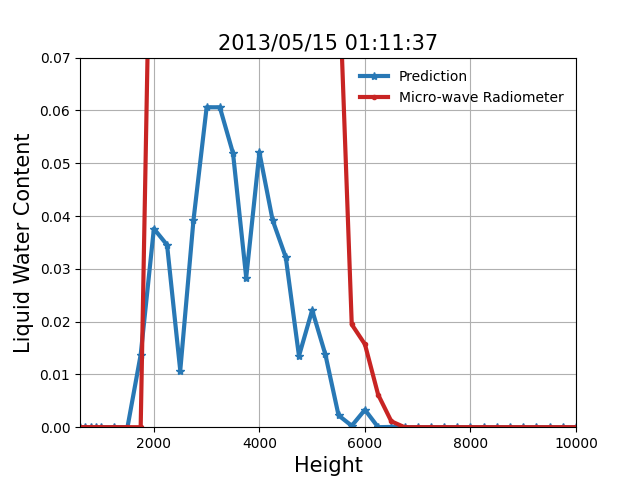 2013/05/15 01:11:37
Prediction
Micro-wave Radiometer
Liquid Water Content
0.07
0.06
0.05
0.04
0.03
0.02
0.01
0.00
2000 4000 6000 8000 10000
Height